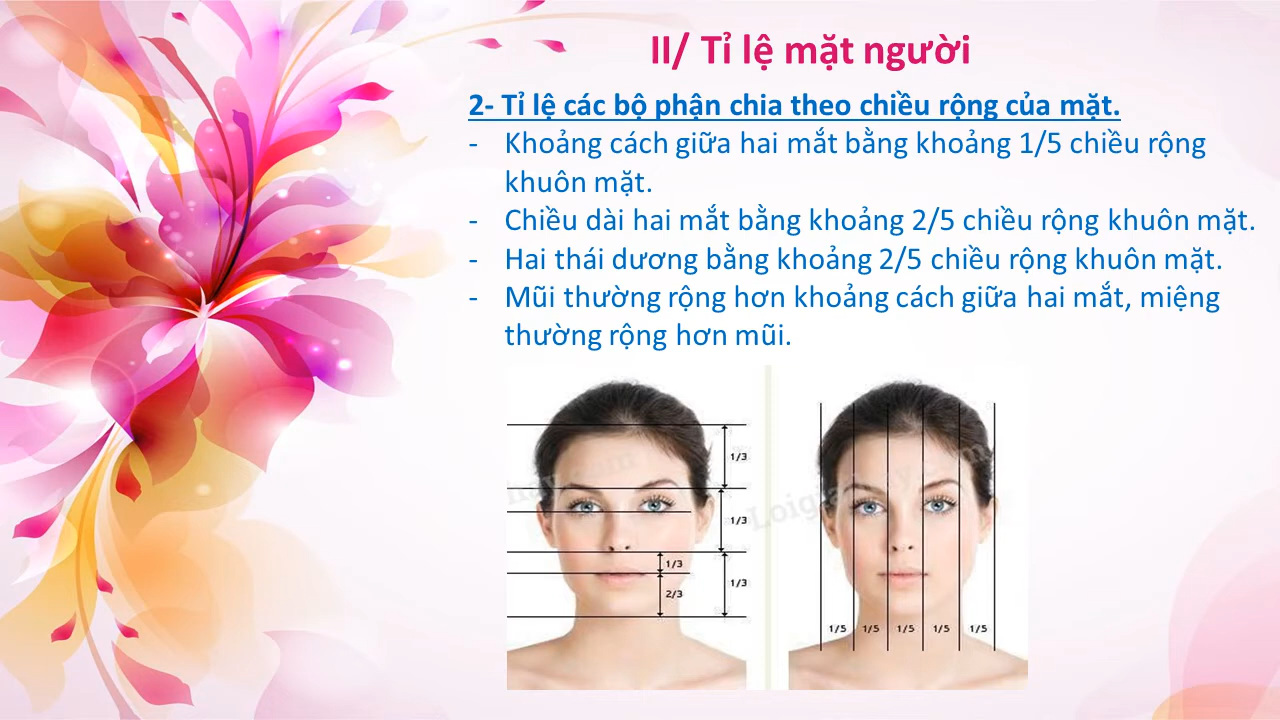 II/ Tỉ lệ mặt người
2- Tỉ lệ các bộ phận chia theo chiều rộng của mặt.
- Khoảng cách giữa hai mắt bằng khoảng 1/5 chiều rộng
khuôn mặt.
- Chiều dài hai mắt bằng khoảng 2/5 chiều rộng khuôn mặt.
- Hai thái dương bằng khoảng 2/5 chiều rộng khuôn mặt.
- Mũi thường rộng hơn khoảng cách giữa hai mắt, miệng
thường rộng hơn mũi.
1/3
1/3
1/3
1/3
2/3
1/5 1/5 1/5 1/5 1/5